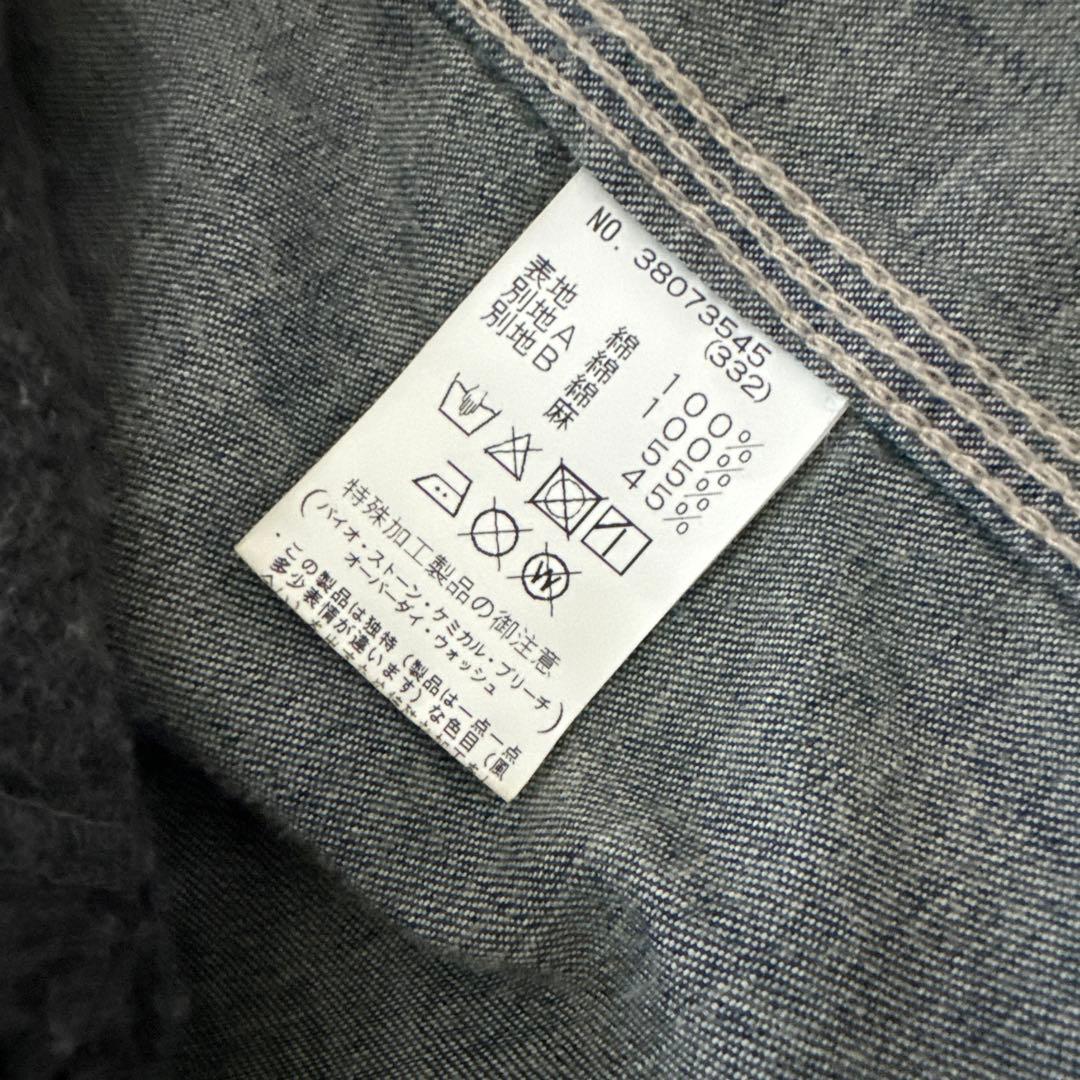 NO. 38073545
(332)
表地 綿 100%
別地A 綿 100%
別地B 綿 55%
麻 45%
特殊加工製品の御注意
(バイオ・ストーン・ケミカル・ブリーチ
オーバーダイ・ウォッシュ)
・この製品は独特(製品は一点一点
多少表情が違います)な色目(風